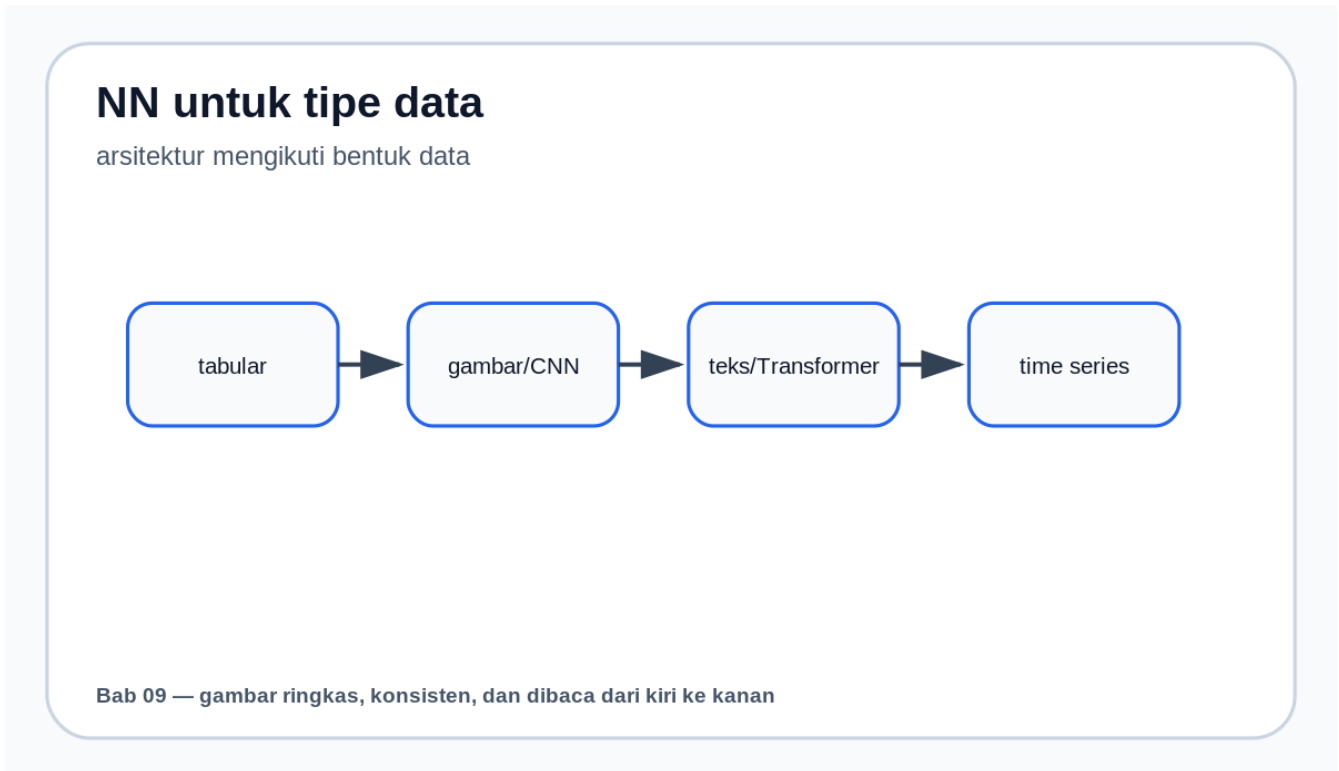 NN untuk tipe data
arsitektur mengikuti bentuk data
tabular
gambar/CNN
teks/Transformer
time series
Bab 09 — gambar ringkas, konsisten, dan dibaca dari kiri ke kanan